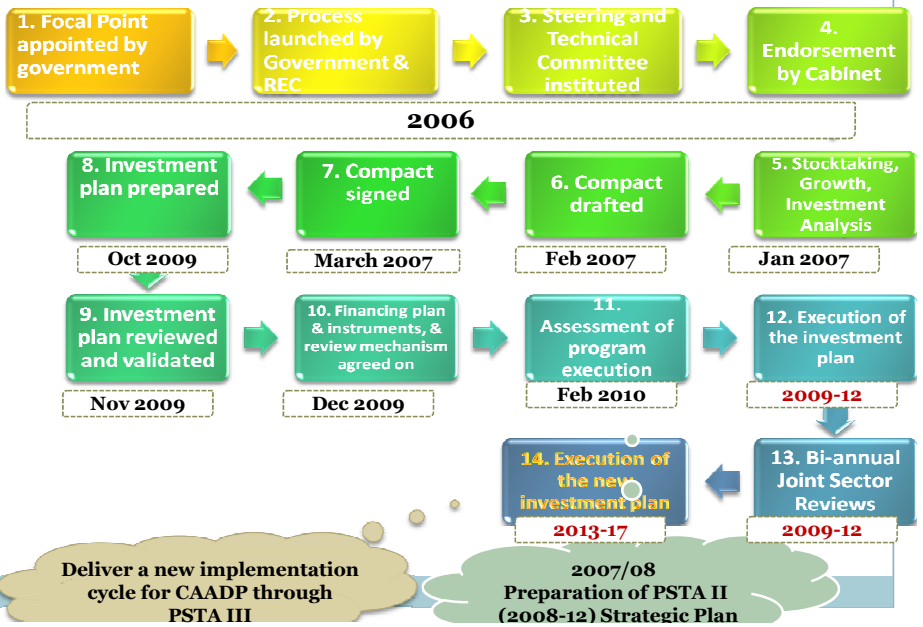 1. Focal Point
appointed by
government
2. Process
launched by
Government &
REC
3. Steering and
Technical
Committee
instituted
4.
Endorsement
by Cabinet
2006
5. Stocktaking,
Growth,
Investment
Analysis
Jan 2007
6. Compact
drafted
Feb 2007
7. Compact
signed
March 2007
8. Investment
plan prepared
Oct 2009
9. Investment
plan reviewed
and validated
Nov 2009
10. Financing plan
& instruments, &
review mechanism
agreed on
Dec 2009
11.
Assessment of
program
execution
Feb 2010
12. Execution of
the investment
plan
2009-12
13. Bi-annual
Joint Sector
Reviews
2009-12
14. Execution of
the new
investment plan
2013-17
Deliver a new implementation
cycle for CAADP through
PSTA III
2007/08
Preparation of PSTA II
(2008-12) Strategic Plan